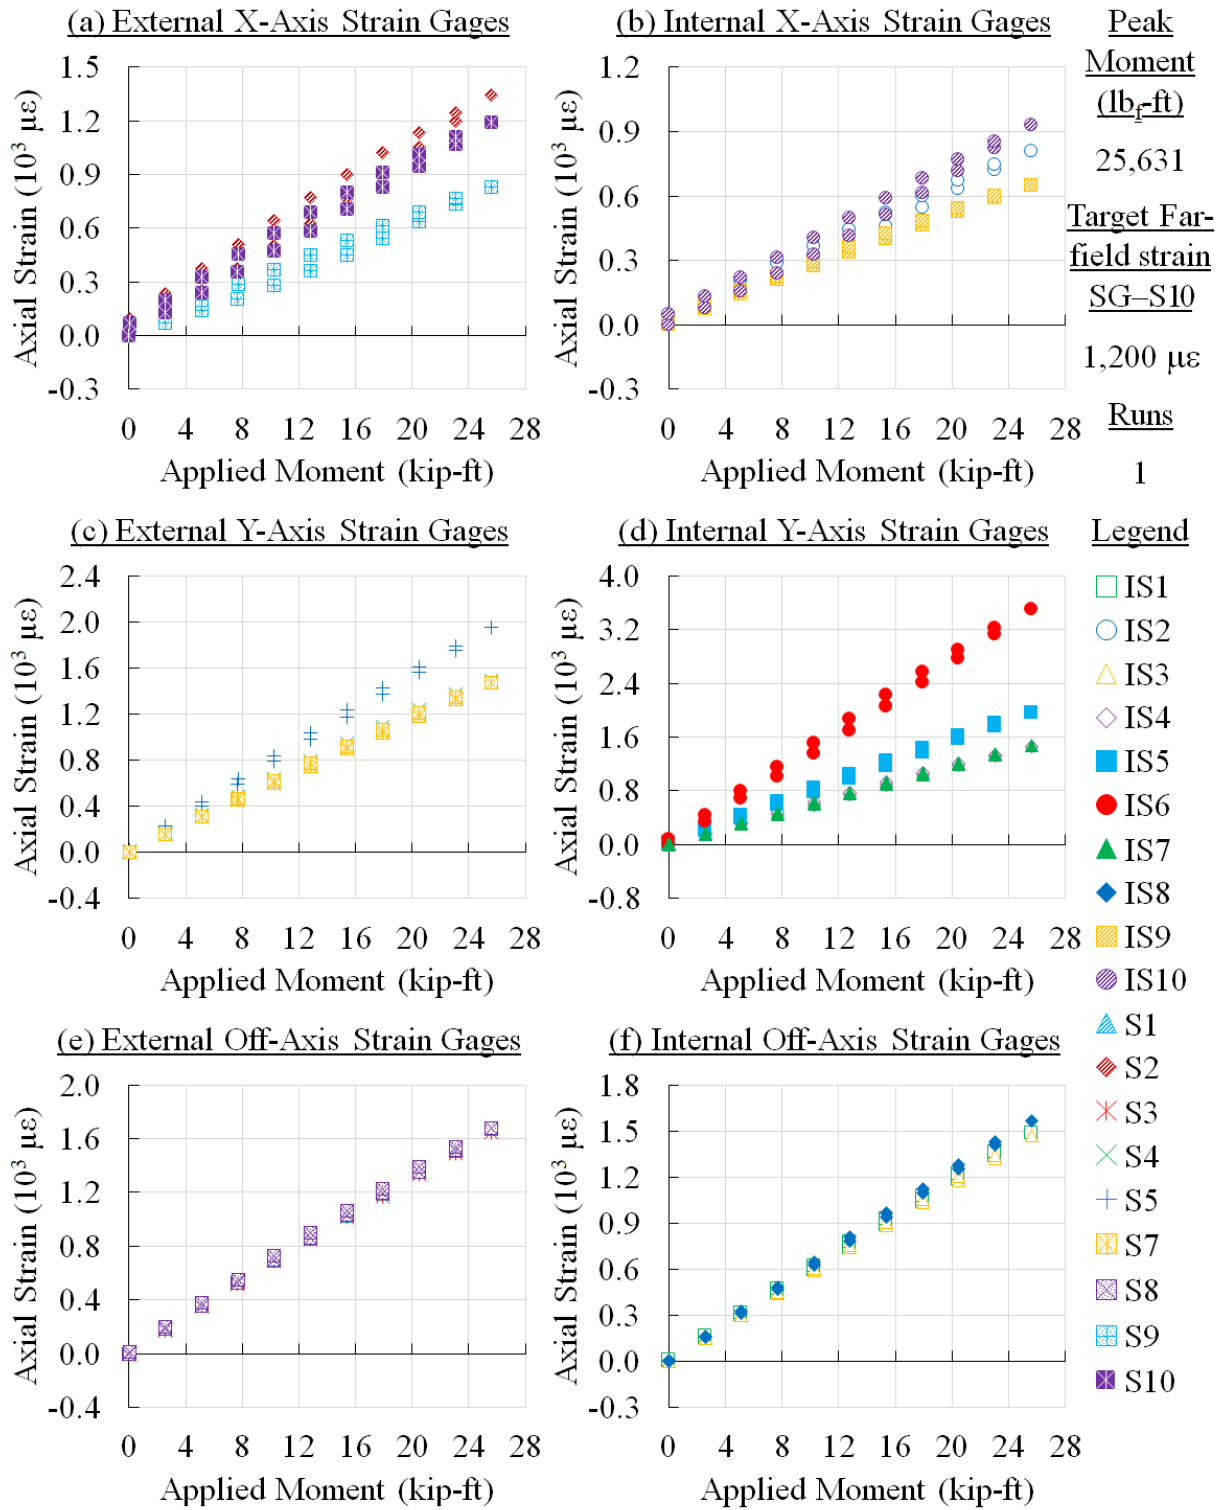 (a) External X-Axis Strain Gages
Axial Strain (10³ µε)
1.5
1.2
0.9
0.6
0.3
0.0
-0.3
0 4 8 12 16 20 24 28
Applied Moment (kip-ft)
(b) Internal X-Axis Strain Gages
Axial Strain (10³ µε)
1.2
0.9
0.6
0.3
0.0
-0.3
0 4 8 12 16 20 24 28
Applied Moment (kip-ft)
Peak
Moment
(lbf-ft)
25,631
Target Far-
field strain
SG–S10
1,200 µε
Runs
1
(c) External Y-Axis Strain Gages
Axial Strain (10³ µε)
2.4
2.0
1.6
1.2
0.8
0.4
0.0
-0.4
0 4 8 12 16 20 24 28
Applied Moment (kip-ft)
(d) Internal Y-Axis Strain Gages
Axial Strain (10³ µε)
4.0
3.2
2.4
1.6
0.8
0.0
-0.8
0 4 8 12 16 20 24 28
Applied Moment (kip-ft)
(e) External Off-Axis Strain Gages
Axial Strain (10³ µε)
2.0
1.6
1.2
0.8
0.4
0.0
-0.4
0 4 8 12 16 20 24 28
Applied Moment (kip-ft)
(f) Internal Off-Axis Strain Gages
Axial Strain (10³ µε)
1.8
1.5
1.2
0.9
0.6
0.3
0.0
-0.3
0 4 8 12 16 20 24 28
Applied Moment (kip-ft)
Legend
IS1
IS2
IS3
IS4
IS5
IS6
IS7
IS8
IS9
IS10
S1
S2
S3
S4
S5
S7
S8
S9
S10